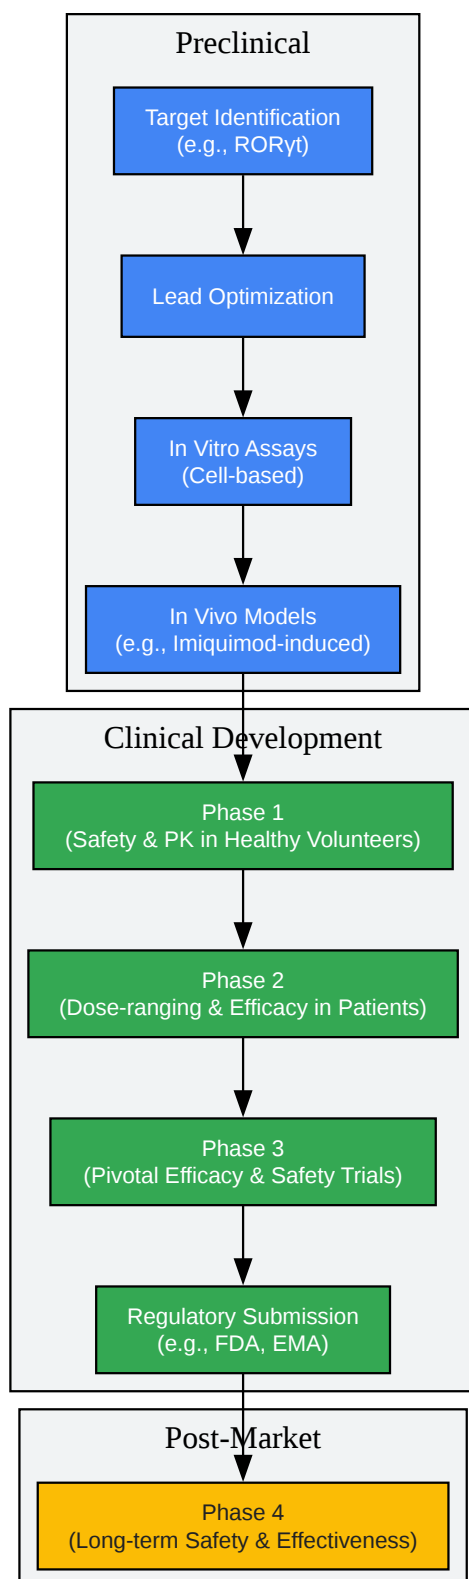 Preclinical
Target Identification
(e.g., RORγt)
Lead Optimization
In Vitro Assays
(Cell-based)
In Vivo Models
(e.g., Imiquimod-induced)
Clinical Development
Phase 1
(Safety & PK in Healthy Volunteers)
Phase 2
(Dose-ranging & Efficacy in Patients)
Phase 3
(Pivotal Efficacy & Safety Trials)
Regulatory Submission
(e.g., FDA, EMA)
Post-Market
Phase 4
(Long-term Safety & Effectiveness)